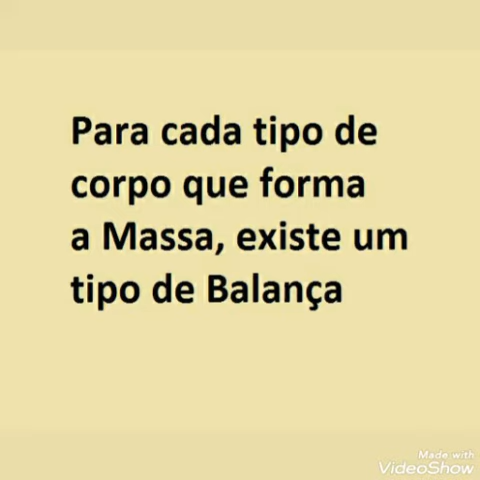 Para cada tipo de
corpo que forma
a Massa, existe um
tipo de Balança
Made with
VideoShow